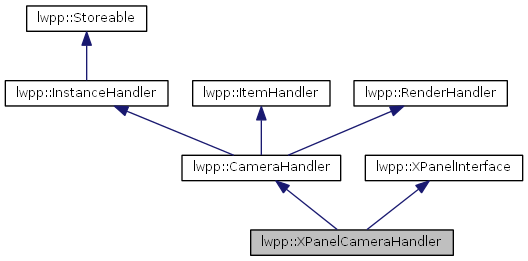 lwpp::Storeable
lwpp::InstanceHandler
lwpp::ItemHandler
lwpp::RenderHandler
lwpp::CameraHandler
lwpp::XPanelInterface
lwpp::XPanelCameraHandler